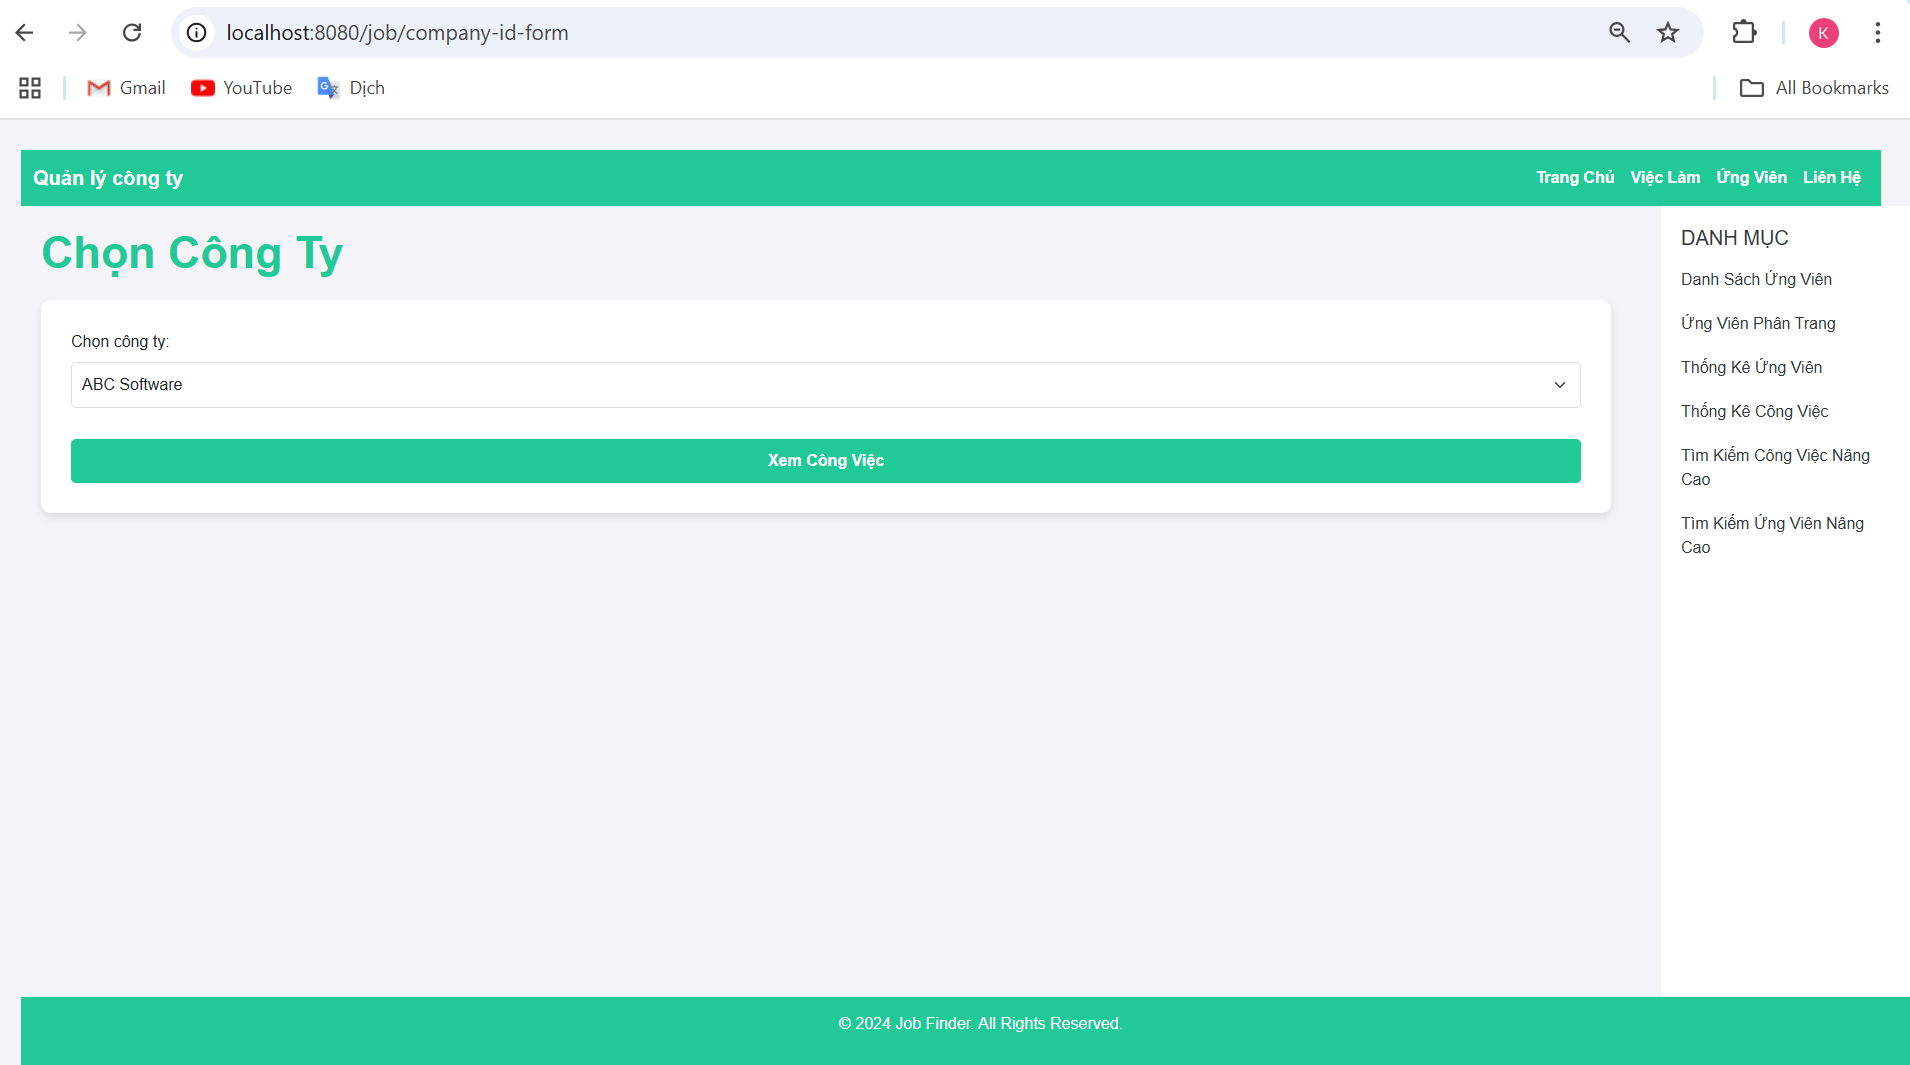 localhost:8080/job/company-id-form
K
Gmail
YouTube
Dịch
All Bookmarks
Quản lý công ty
Trang Chủ
Việc Làm
Ứng Viên
Liên Hệ
Chọn Công Ty
Chọn công ty:
ABC Software
Xem Công Việc
DANH MỤC
Danh Sách Ứng Viên
Ứng Viên Phân Trang
Thống Kê Ứng Viên
Thống Kê Công Việc
Tìm Kiếm Công Việc Nâng
Cao
Tìm Kiếm Ứng Viên Nâng
Cao
© 2024 Job Finder. All Rights Reserved.